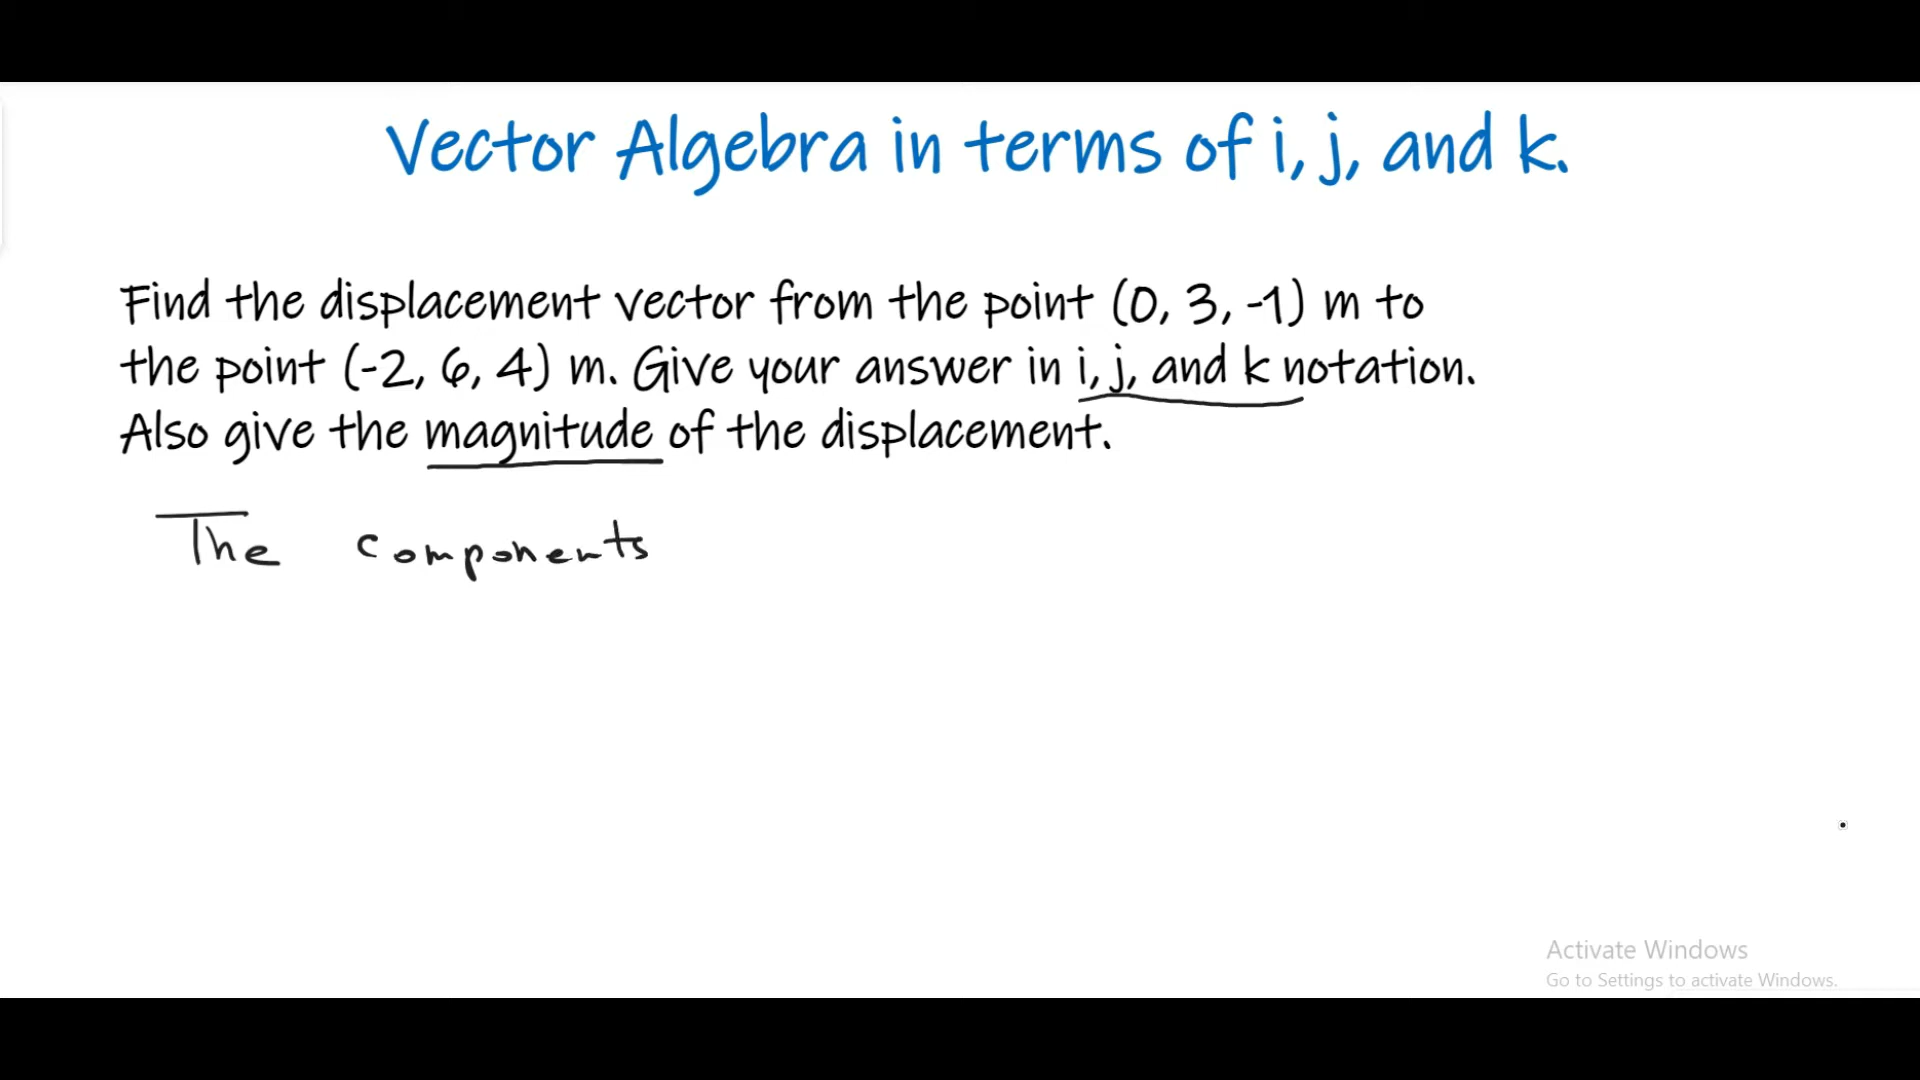 Vector Algebra in terms of i, j, and k.
Find the displacement vector from the point (0, 3, -1) m to
the point (-2, 6, 4) m. Give your answer in i, j, and k notation.
Also give the magnitude of the displacement.
The components
Activate Windows
Go to Settings to activate Windows.